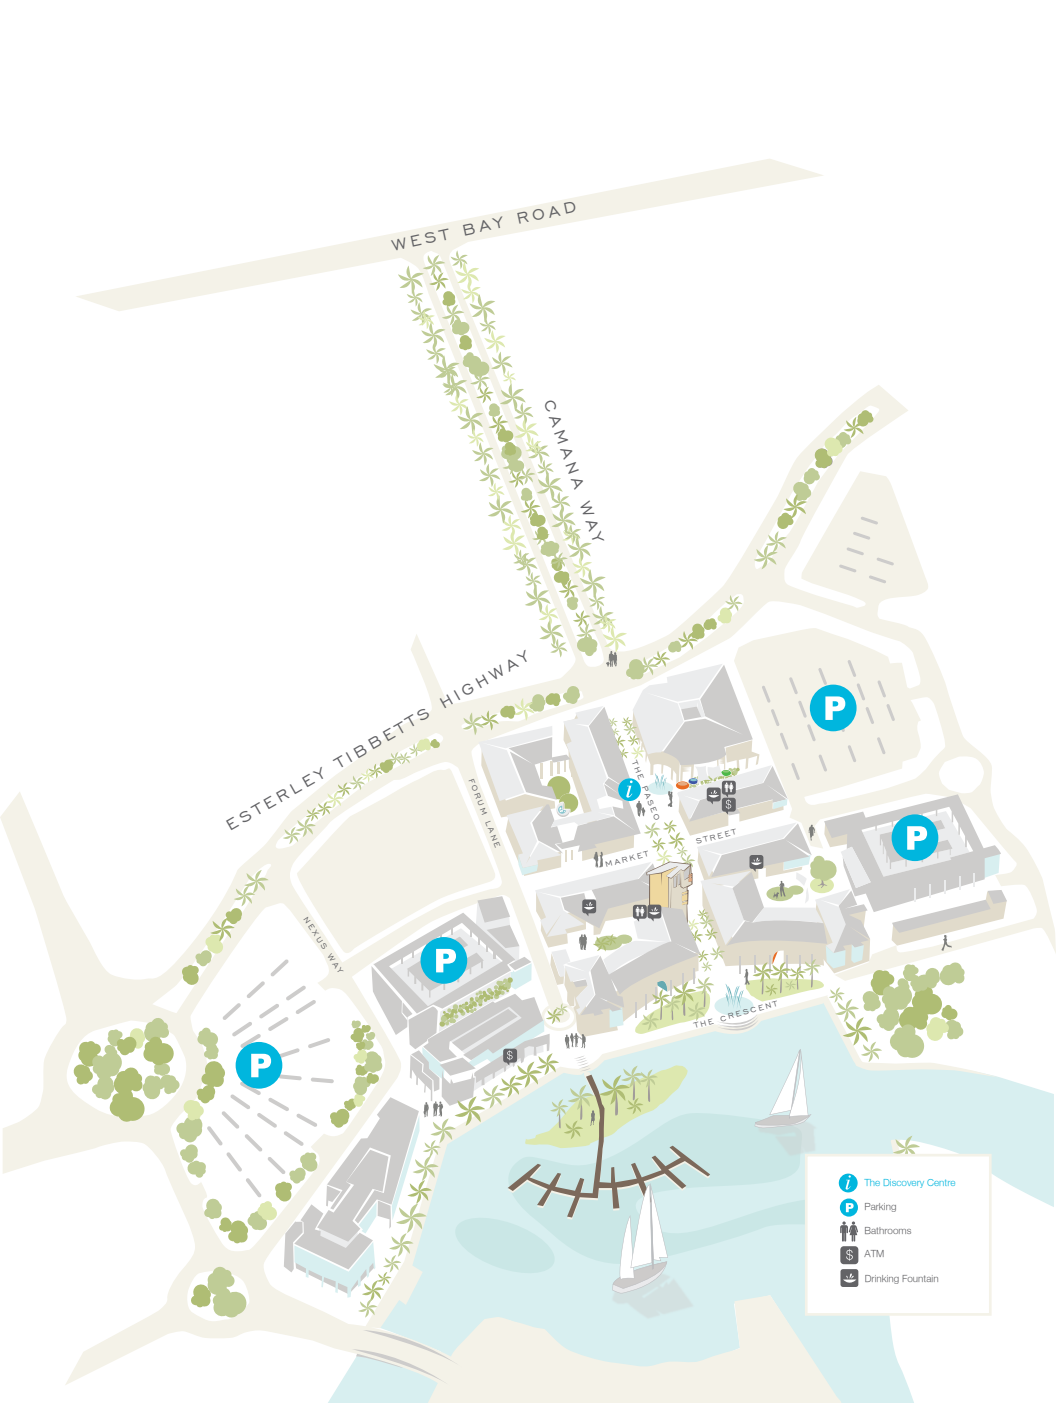 WEST BAY ROAD
CAMANA WAY
ESTERLEY TIBBETTS HIGHWAY
THE PASEO
FORUM LANE
i
P
P
STREET
MARKET
$
NEXUS WAY
P
THE CRESCENT
$
P
i The Discovery Centre
P Parking
Bathrooms
$ ATM
Drinking Fountain